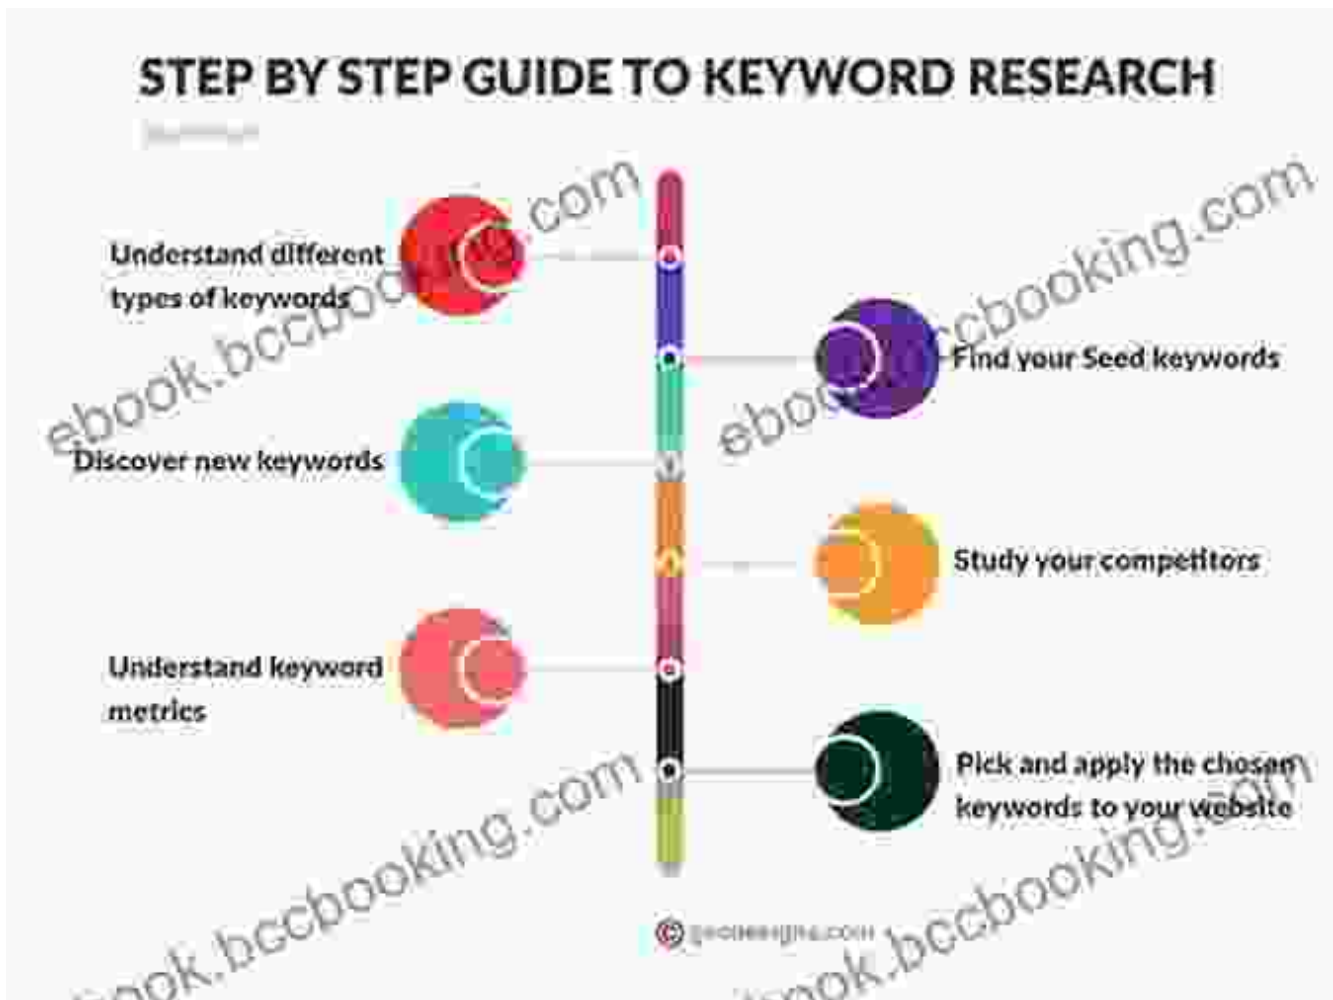 STEP BY STEP GUIDE TO KEYWORD RESEARCH
Understand different
types of keywords
Find your Seed keywords
Discover new keywords
Study your competitors
Understand keyword
metrics
Pick and apply the chosen
keywords to your website
©
ebook.bccbooking.com
ebook.bccbooking.com
ebook.bccbooking.com
ebook.bccbooking.com